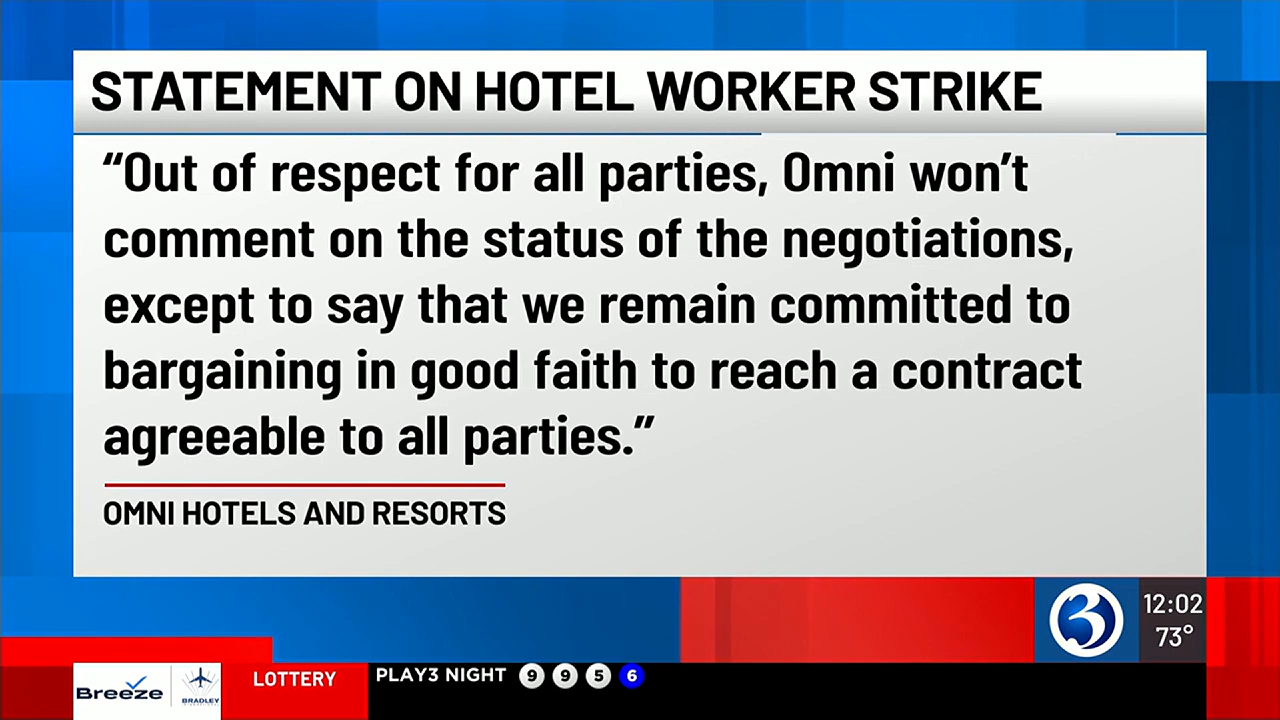 STATEMENT ON HOTEL WORKER STRIKE
“Out of respect for all parties, Omni won’t
comment on the status of the negotiations,
except to say that we remain committed to
bargaining in good faith to reach a contract
agreeable to all parties.”
OMNI HOTELS AND RESORTS
3
12:02
73°
Breeze
BRADLEY
LOTTERY
PLAY3 NIGHT 9 9 5 6